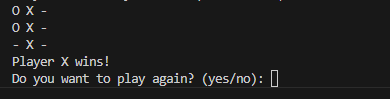 O X -
O X -
- X -
Player X wins!
Do you want to play again? (yes/no):